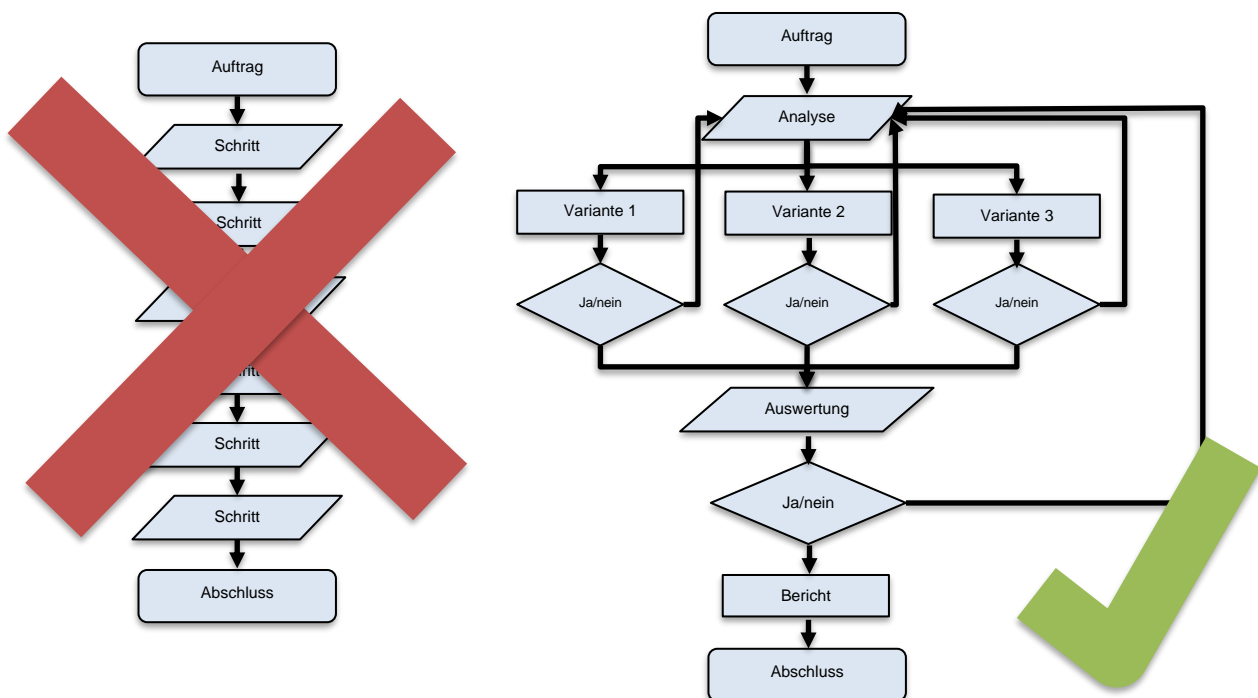 Auftrag
Schritt
Schritt
Schritt
Schritt
Abschluss
Auftrag
Analyse
Variante 1
Variante 2
Variante 3
Ja/nein
Ja/nein
Ja/nein
Auswertung
Ja/nein
Bericht
Abschluss